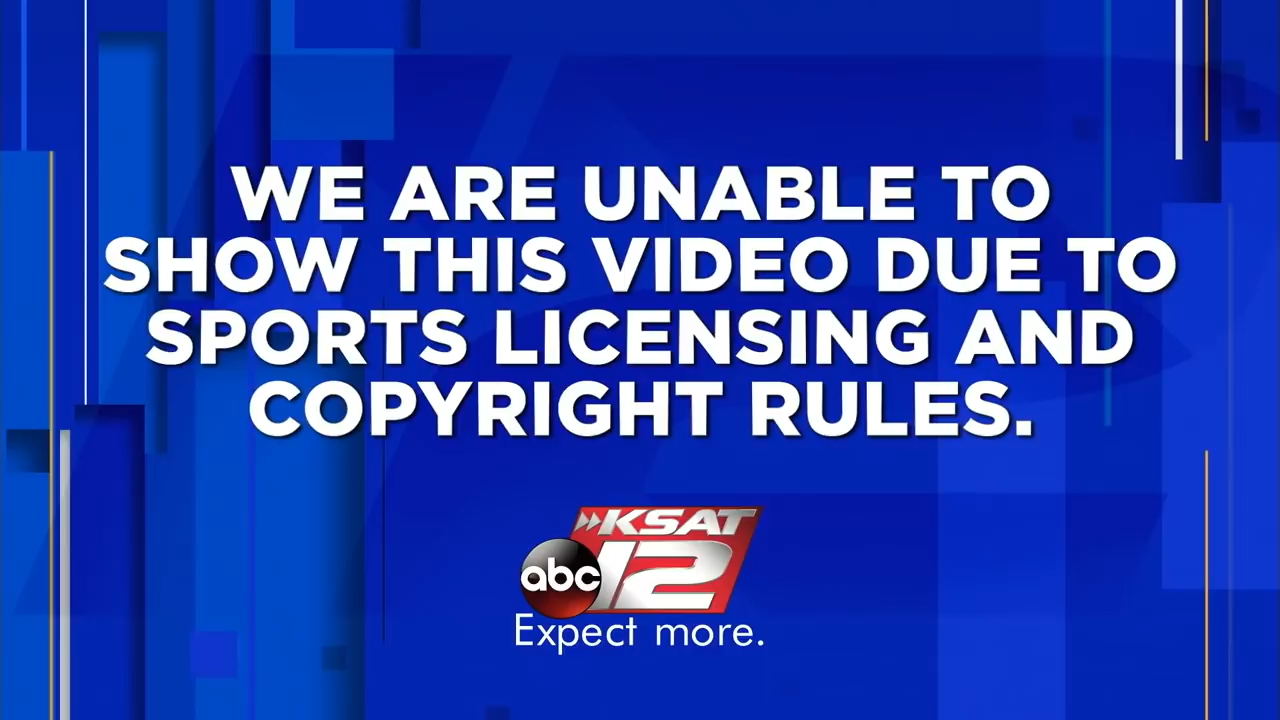 WE ARE UNABLE TO
SHOW THIS VIDEO DUE TO
SPORTS LICENSING AND
COPYRIGHT RULES.
KSAT
abc 12
Expect more.